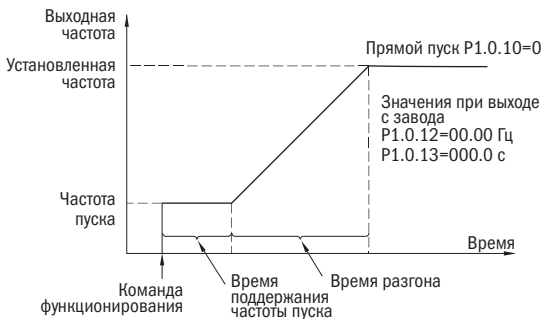 Выходная
частота
Прямой пуск P1.0.10=0
Установленная
частота
Значения при выходе
с завода
P1.0.12=00.00 Гц
P1.0.13=000.0 с
Частота
пуска
Время
Команда
функционирования
Время
поддержания
частоты пуска
Время разгона